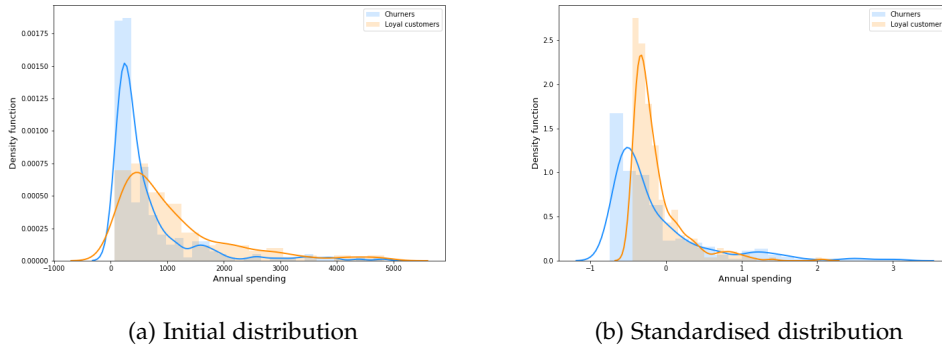 Churners
Loyal customers
Density function
0.00175
0.00150
0.00125
0.00100
0.00075
0.00050
0.00025
0.00000
−1000
0
1000
2000
3000
4000
5000
Annual spending
(a) Initial distribution
Churners
Loyal customers
Density function
2.5
2.0
1.5
1.0
0.5
0.0
−1
0
1
2
3
Annual spending
(b) Standardised distribution